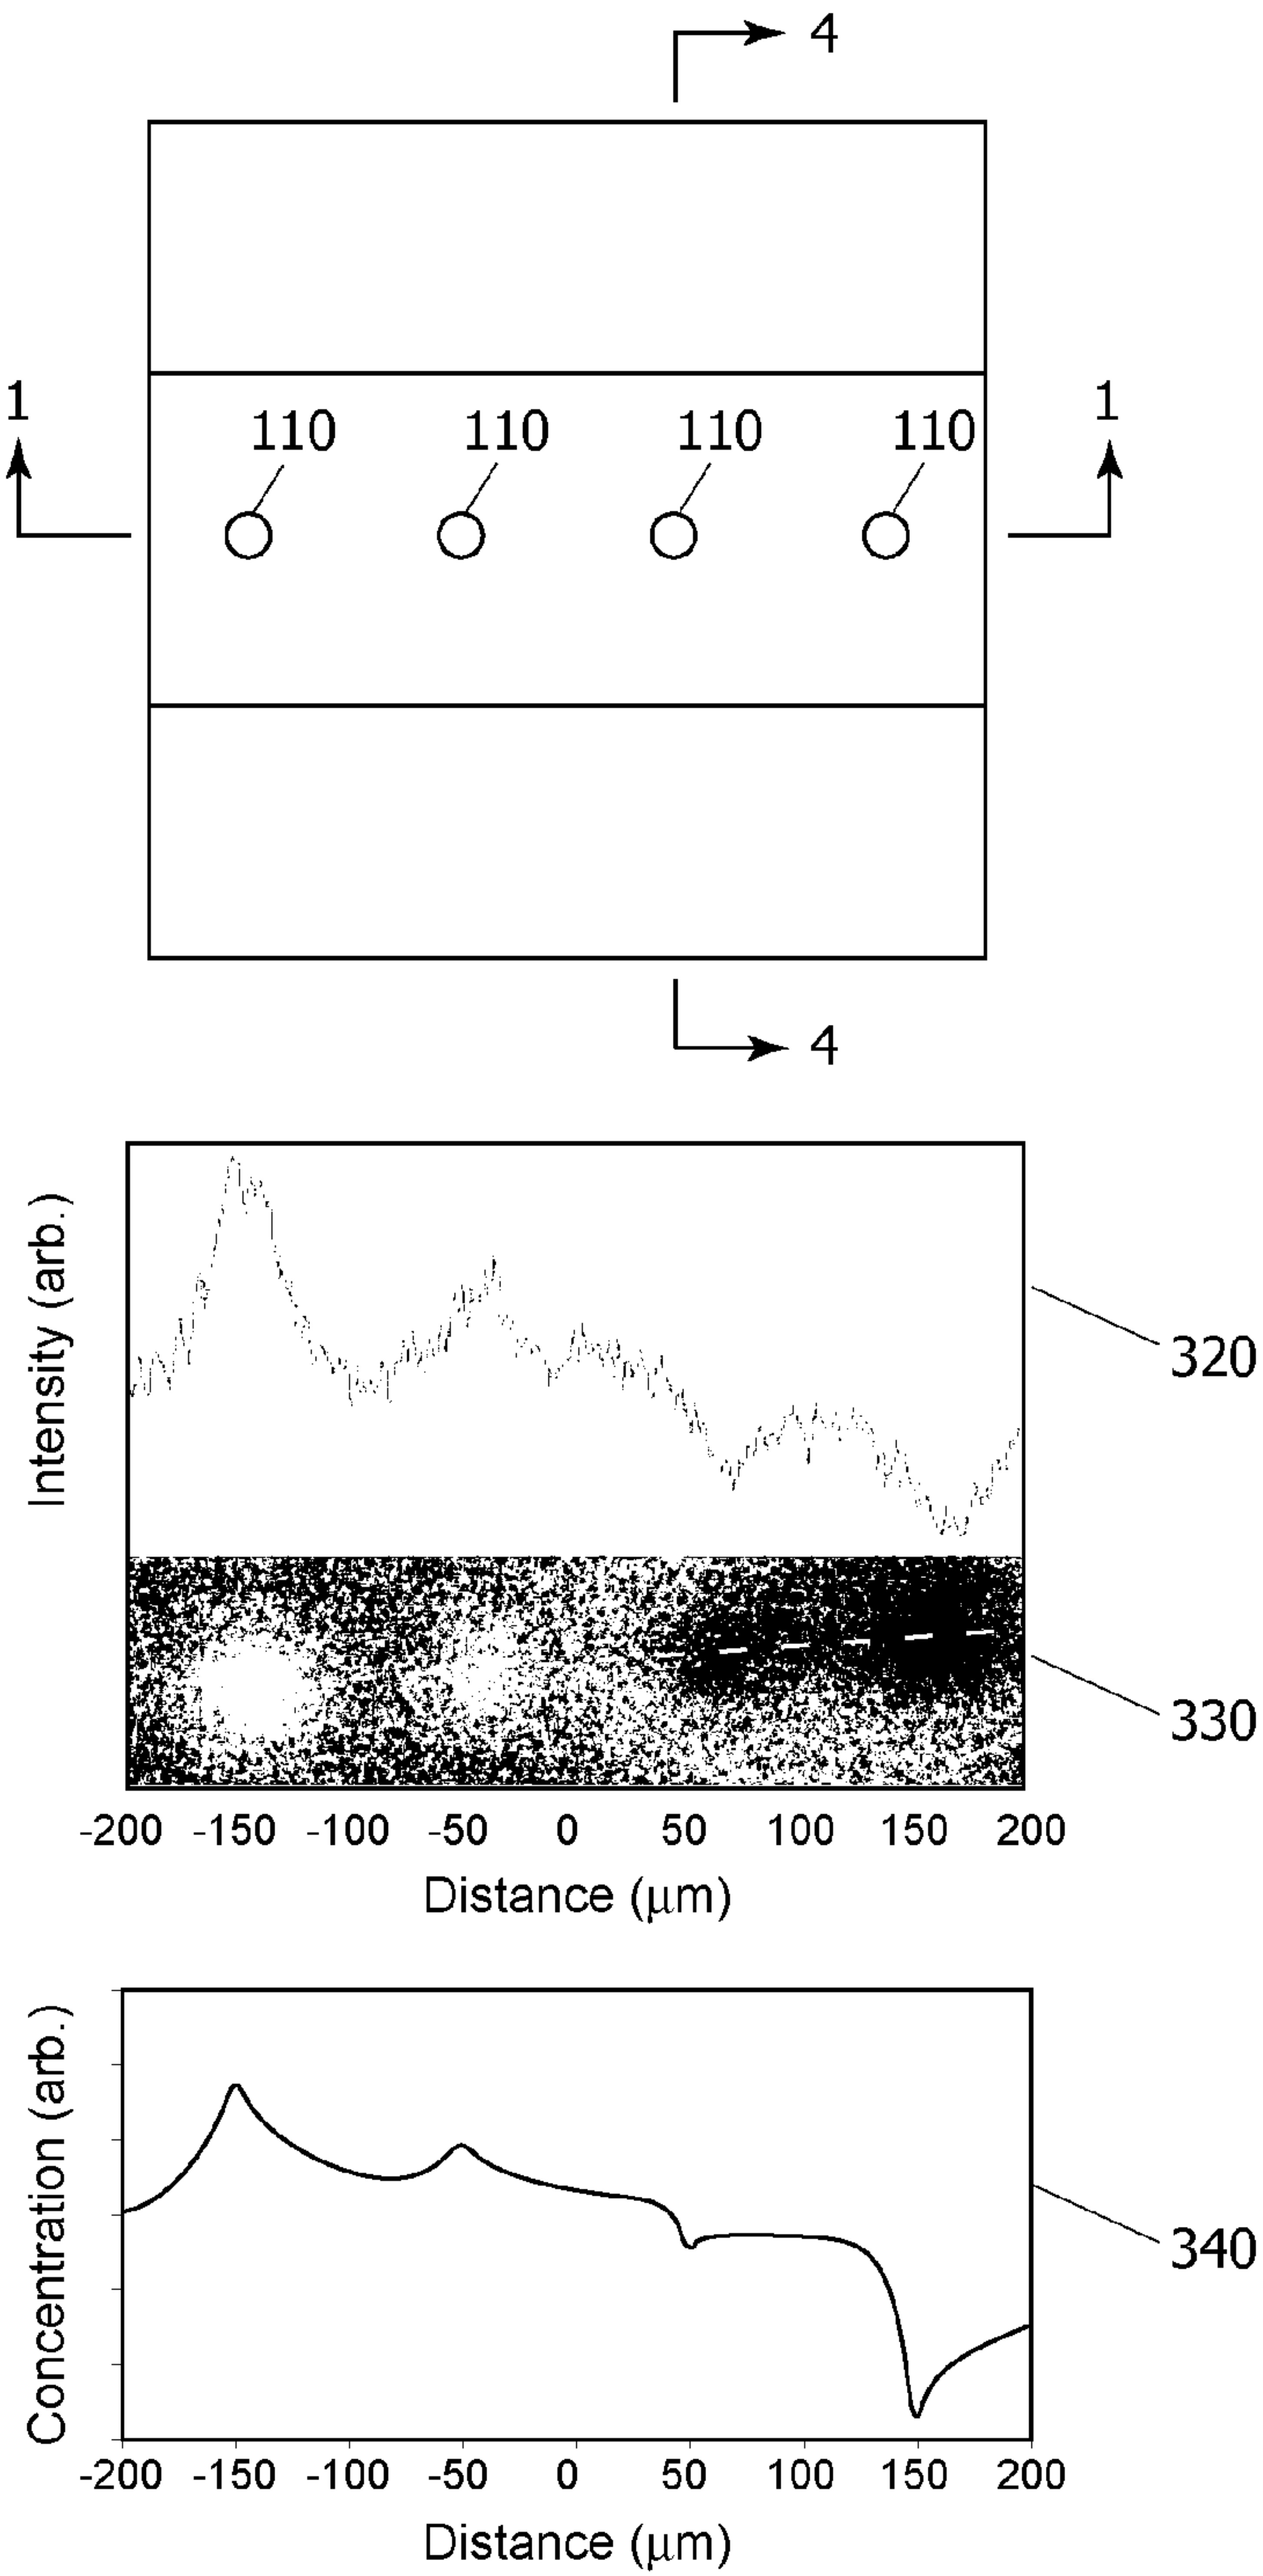 4
1 1
110 110 110 110
4
Intensity (arb.)
320
330
-200 -150 -100 -50 0 50 100 150 200
Distance (μm)
Concentration (arb.)
340
-200 -150 -100 -50 0 50 100 150 200
Distance (μm)